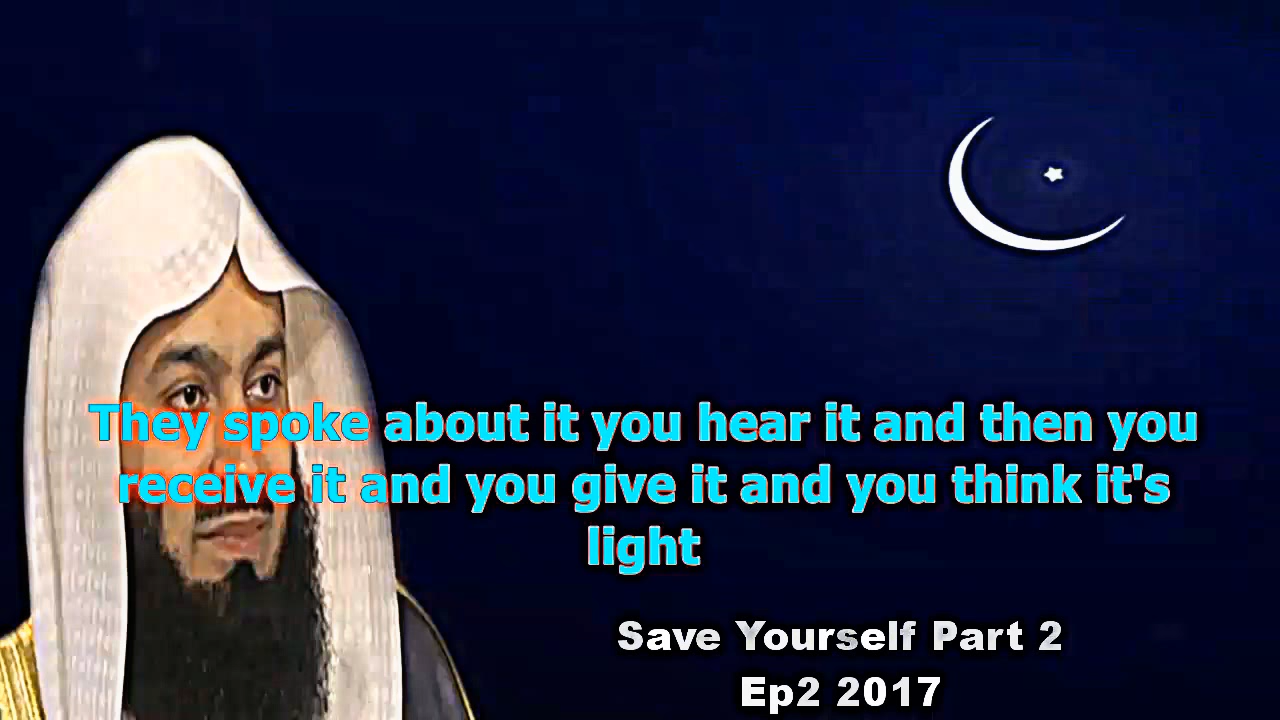 They spoke about it you hear it and then you
receive it and you give it and you think it's
light
Save Yourself Part 2
Ep2 2017